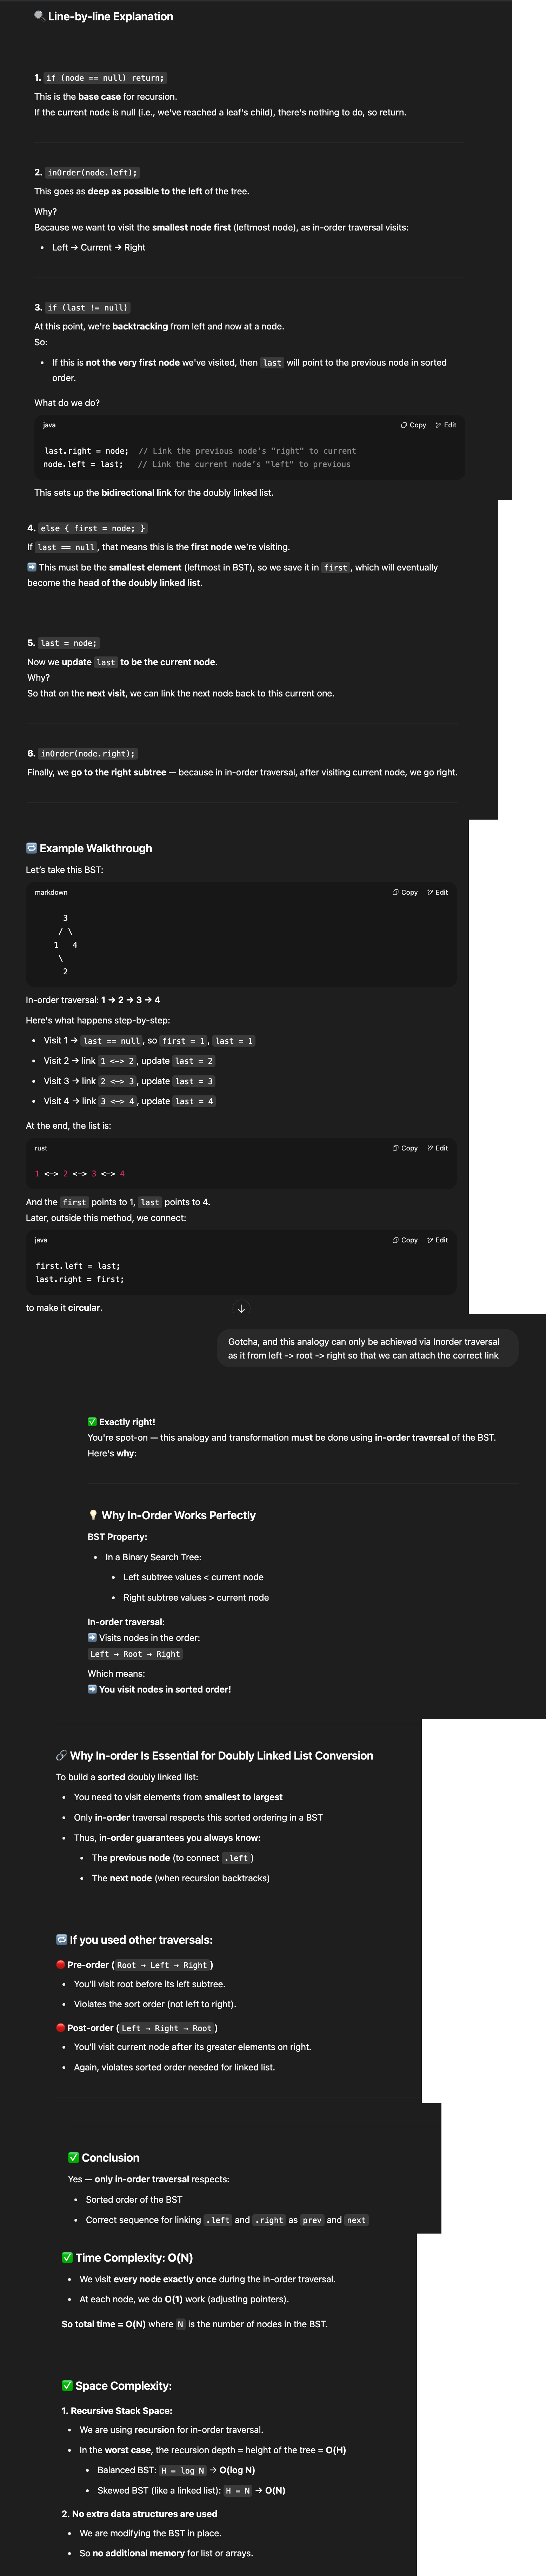 🔍 Line-by-line Explanation
1. if (node == null) return;
This is the base case for recursion.
If the current node is null (i.e., we've reached a leaf's child), there's nothing to do, so return.
2. inOrder(node.left);
This goes as deep as possible to the left of the tree.
Why?
Because we want to visit the smallest node first (leftmost node), as in-order traversal visits:
• Left → Current → Right
3. if (last != null)
At this point, we're backtracking from left and now at a node.
So:
• If this is not the very first node we've visited, then last will point to the previous node in sorted
order.
What do we do?
java Copy Edit
last.right = node;  // Link the previous node's "right" to current
node.left = last;   // Link the current node's "left" to previous
This sets up the bidirectional link for the doubly linked list.
4. else { first = node; }
If last == null, that means this is the first node we're visiting.
➡️ This must be the smallest element (leftmost in BST), so we save it in first, which will eventually
become the head of the doubly linked list.
5. last = node;
Now we update last to be the current node.
Why?
So that on the next visit, we can link the next node back to this current one.
6. inOrder(node.right);
Finally, we go to the right subtree — because in in-order traversal, after visiting current node, we go right.
🔁 Example Walkthrough
Let's take this BST:
markdown Copy Edit
3
/ \
1   4
\
2
In-order traversal: 1 → 2 → 3 → 4
Here's what happens step-by-step:
• Visit 1 → last == null, so first = 1, last = 1
• Visit 2 → link 1 <-> 2, update last = 2
• Visit 3 → link 2 <-> 3, update last = 3
• Visit 4 → link 3 <-> 4, update last = 4
At the end, the list is:
rust Copy Edit
1 <-> 2 <-> 3 <-> 4
And the first points to 1, last points to 4.
Later, outside this method, we connect:
java Copy Edit
first.left = last;
last.right = first;
to make it circular.
Gotcha, and this analogy can only be achieved via Inorder traversal
as it from left -> root -> right so that we can attach the correct link
✅ Exactly right!
You're spot-on — this analogy and transformation must be done using in-order traversal of the BST.
Here's why:
💡 Why In-Order Works Perfectly
BST Property:
• In a Binary Search Tree:
• Left subtree values < current node
• Right subtree values > current node
In-order traversal:
➡️ Visits nodes in the order:
Left → Root → Right
Which means:
➡️ You visit nodes in sorted order!
🔗 Why In-order Is Essential for Doubly Linked List Conversion
To build a sorted doubly linked list:
• You need to visit elements from smallest to largest
• Only in-order traversal respects this sorted ordering in a BST
• Thus, in-order guarantees you always know:
• The previous node (to connect .left)
• The next node (when recursion backtracks)
🔁 If you used other traversals:
🔴 Pre-order (Root → Left → Right)
• You'll visit root before its left subtree.
• Violates the sort order (not left to right).
🔴 Post-order (Left → Right → Root)
• You'll visit current node after its greater elements on right.
• Again, violates sorted order needed for linked list.
✅ Conclusion
Yes — only in-order traversal respects:
• Sorted order of the BST
• Correct sequence for linking .left and .right as prev and next
✅ Time Complexity: O(N)
• We visit every node exactly once during the in-order traversal.
• At each node, we do O(1) work (adjusting pointers).
So total time = O(N) where N is the number of nodes in the BST.
✅ Space Complexity:
1. Recursive Stack Space:
• We are using recursion for in-order traversal.
• In the worst case, the recursion depth = height of the tree = O(H)
• Balanced BST: H = log N → O(log N)
• Skewed BST (like a linked list): H = N → O(N)
2. No extra data structures are used
• We are modifying the BST in place.
• So no additional memory for list or arrays.